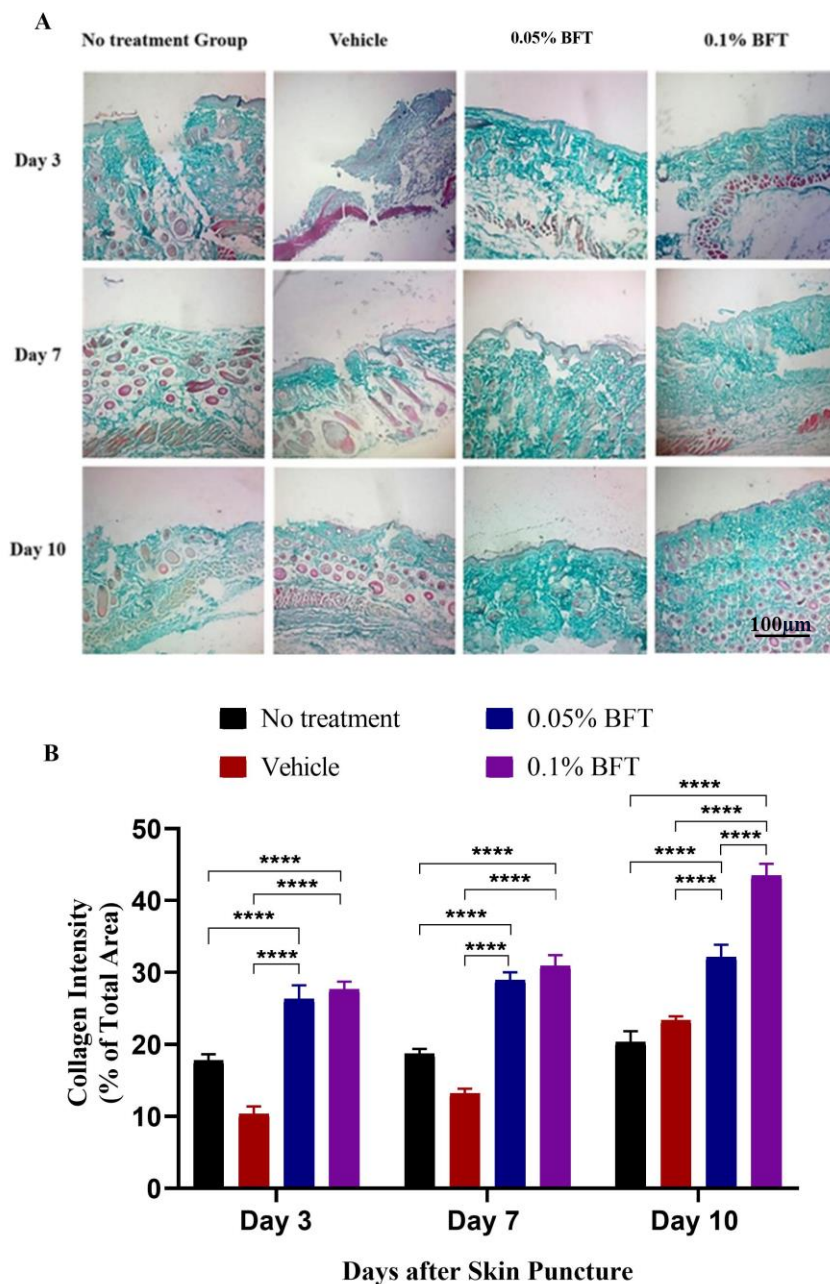 A
No treatment Group Vehicle 0.05% BFT 0.1% BFT
Day 3
Day 7
Day 10
100μm
B
No treatment 0.05% BFT
Vehicle 0.1% BFT
**** 
**** 
**** **** ****
**** **** **** ****
**** ****
**** ****
Collagen Intensity
(% of Total Area)
50
40
30
20
10
0
Day 3 Day 7 Day 10
Days after Skin Puncture